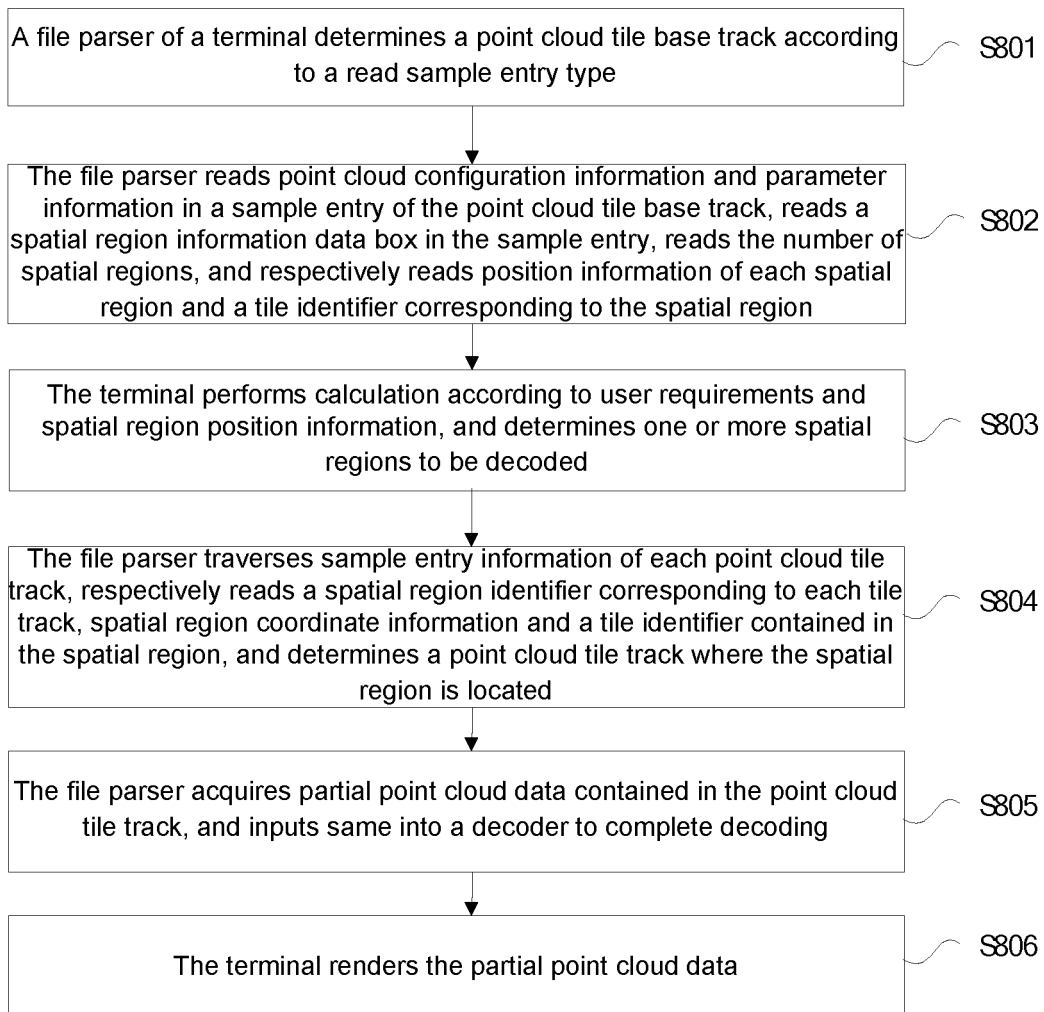 A file parser of a terminal determines a point cloud tile base track according
to a read sample entry type
S801
The file parser reads point cloud configuration information and parameter
information in a sample entry of the point cloud tile base track, reads a
spatial region information data box in the sample entry, reads the number of
spatial regions, and respectively reads position information of each spatial
region and a tile identifier corresponding to the spatial region
S802
The terminal performs calculation according to user requirements and
spatial region position information, and determines one or more spatial
regions to be decoded
S803
The file parser traverses sample entry information of each point cloud tile
track, respectively reads a spatial region identifier corresponding to each tile
track, spatial region coordinate information and a tile identifier contained in
the spatial region, and determines a point cloud tile track where the spatial
region is located
S804
The file parser acquires partial point cloud data contained in the point cloud
tile track, and inputs same into a decoder to complete decoding
S805
The terminal renders the partial point cloud data
S806